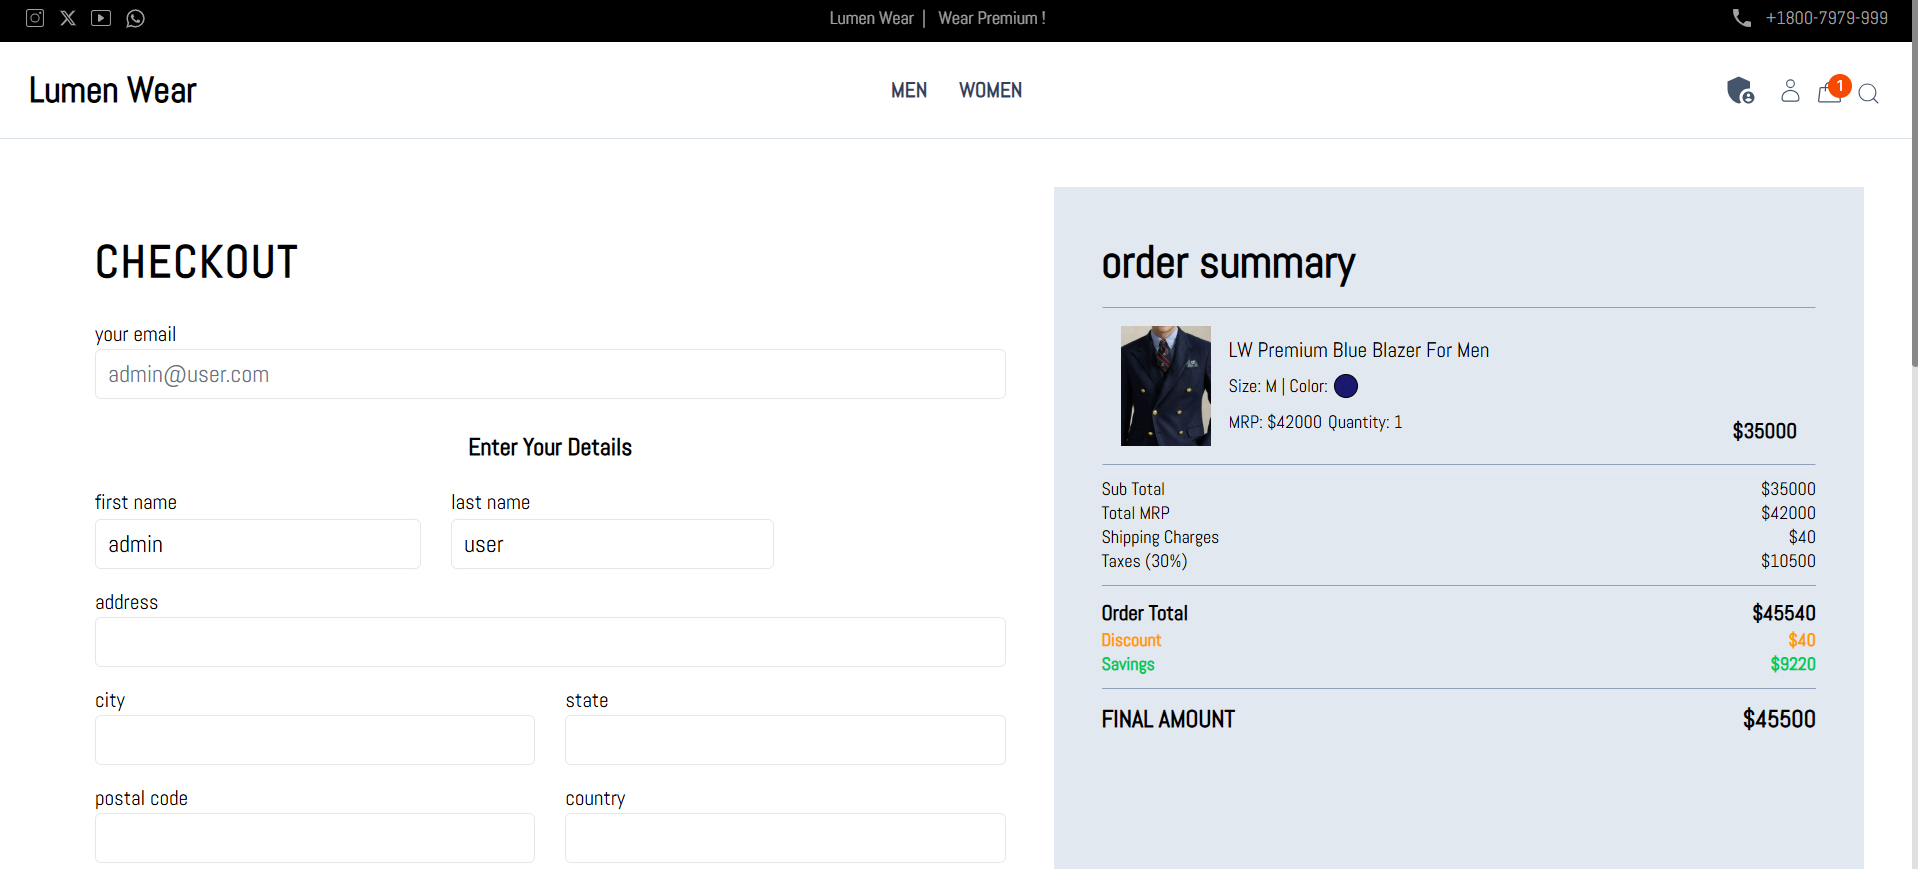 Lumen Wear | Wear Premium !
+1800-7979-999
Lumen Wear
MEN
WOMEN
1
CHECKOUT
your email
admin@user.com
Enter Your Details
first name
last name
admin
user
address
city
state
postal code
country
order summary
LW Premium Blue Blazer For Men
Size: M | Color:
MRP: $42000 Quantity: 1
$35000
Sub Total $35000
Total MRP $42000
Shipping Charges $40
Taxes (30%) $10500
Order Total $45540
Discount $40
Savings $9220
FINAL AMOUNT $45500